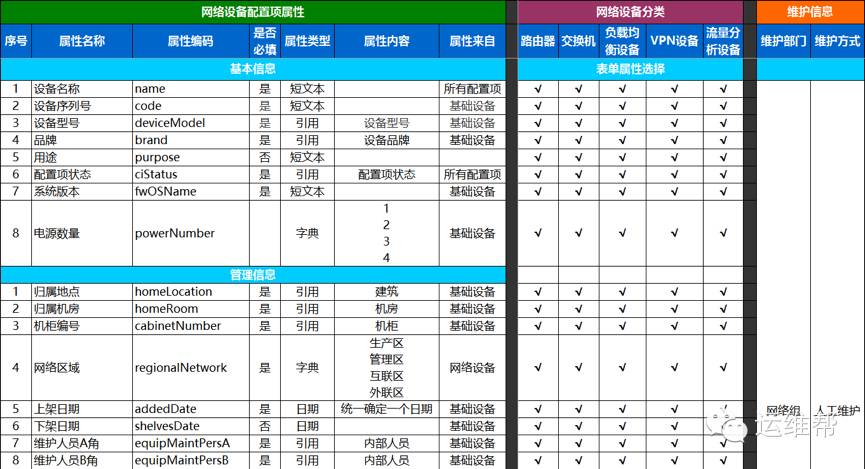 网络设备配置项属性 网络设备分类 维护信息
序号 属性名称 属性编码 是否必填 属性类型 属性内容 属性来自 路由器 交换机 负载均衡设备 VPN设备 流量分析设备 维护部门 维护方式
基本信息 表单属性选择
1 设备名称 name 是 短文本 所有配置项 √ √ √ √ √
2 设备序列号 code 是 短文本 基础设备 √ √ √ √ √
3 设备型号 deviceModel 是 引用 设备型号 基础设备 √ √ √ √ √
4 品牌 brand 是 引用 设备品牌 基础设备 √ √ √ √ √
5 用途 purpose 否 短文本 √ √ √ √ √
6 配置项状态 ciStatus 是 引用 配置项状态 所有配置项 √ √ √ √ √
7 系统版本 fwOSName 是 短文本 基础设备 √ √ √ √ √
8 电源数量 powerNumber 字典 1 2 3 4 基础设备 √ √ √ √ √
管理信息
1 归属地点 homeLocation 是 引用 建筑 基础设备 √ √ √ √ √
2 归属机房 homeRoom 是 引用 机房 基础设备 √ √ √ √ √
3 机柜编号 cabinetNumber 是 引用 机柜 基础设备 √ √ √ √ √
4 网络区域 regionalNetwork 是 字典 生产区 管理区 互联区 外联区 网络设备 √ √ √ √ √
5 上架日期 addedDate 是 日期 统一确定一个日期 基础设备 √ √ √ √ √ 网络组 人工维护
6 下架日期 shelvesDate 否 日期 基础设备 √ √ √ √ √
7 维护人员A角 equipMaintPersA 是 引用 内部人员 基础设备 √ √ √ √ √
8 维护人员B角 equipMaintPersB 是 引用 内部人员 基础设备 √ √ √ √ √
运维帮